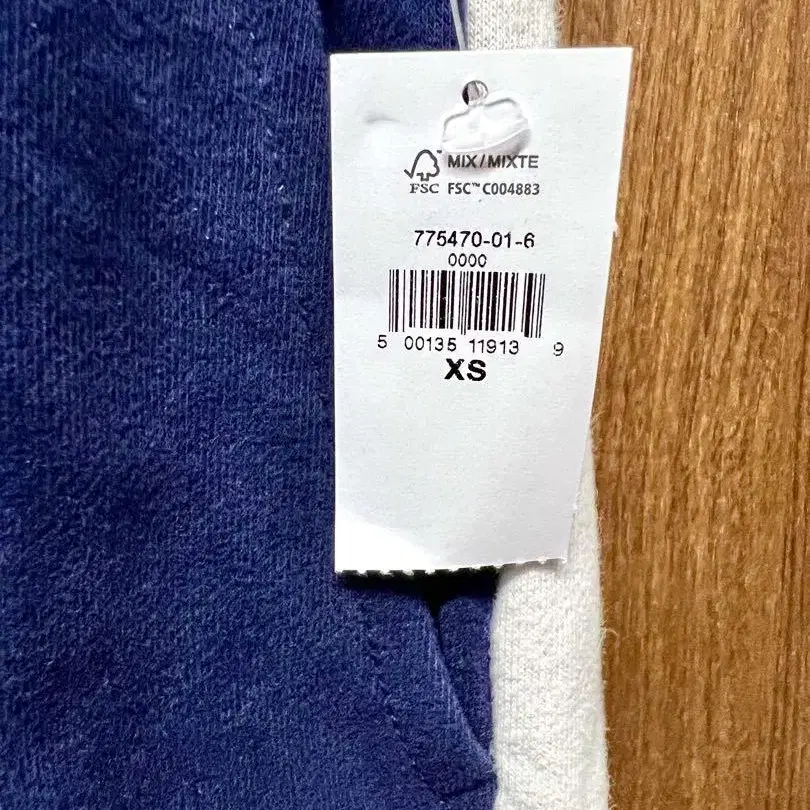 MIX/MIXTE
FSC FSC™ C004883
775470-01-6
0000
5 00135 11913 9
XS